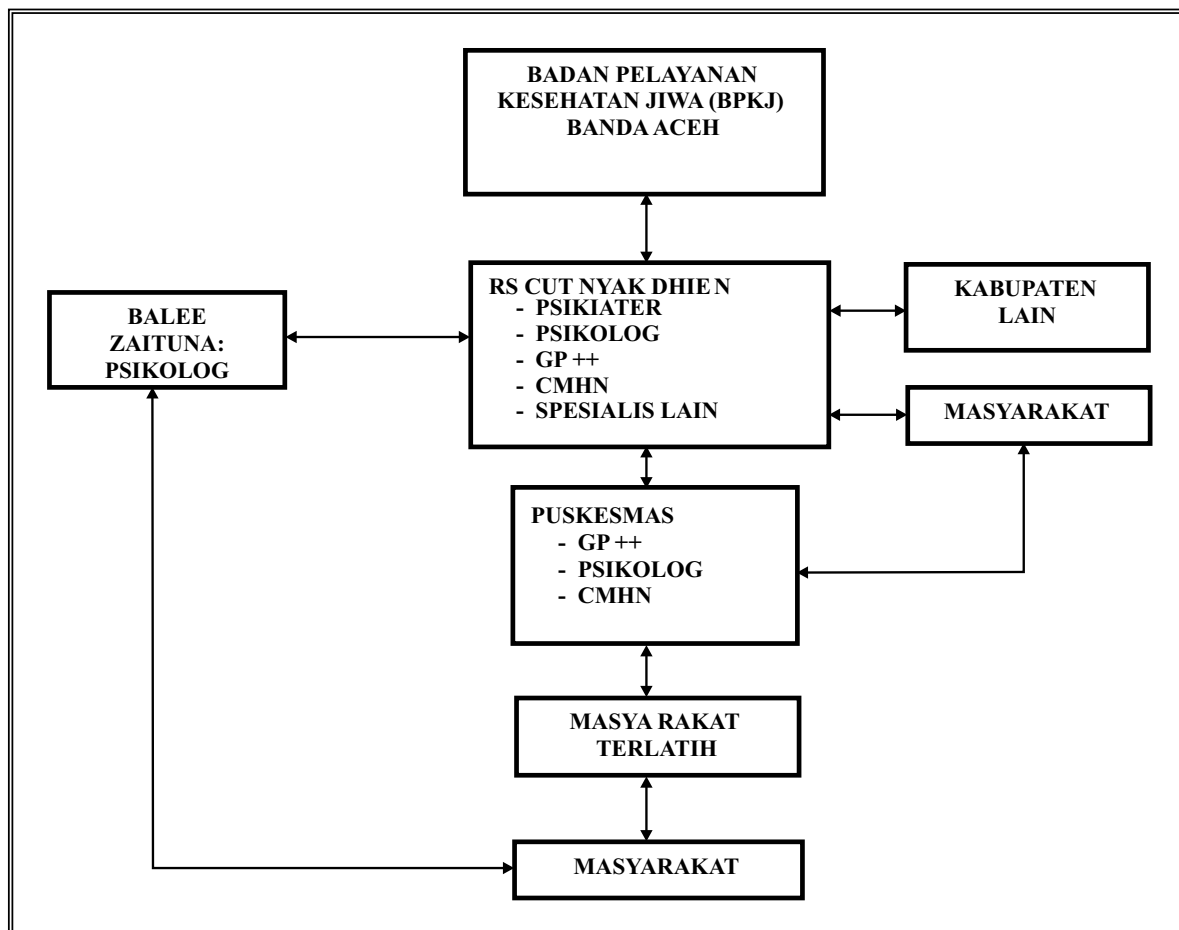 BADAN PELAYANAN
KESEHATAN JIWA (BPKJ)
BANDA ACEH
RS CUT NYAK DHIEN
- PSIKIATER
- PSIKOLOG
- GP ++
- CMHN
- SPESIALIS LAIN
KABUPATEN
LAIN
BALEE
ZAITUNA:
PSIKOLOG
MASYARAKAT
PUSKESMAS
- GP ++
- PSIKOLOG
- CMHN
MASYA RAKAT
TERLATIH
MASYARAKAT